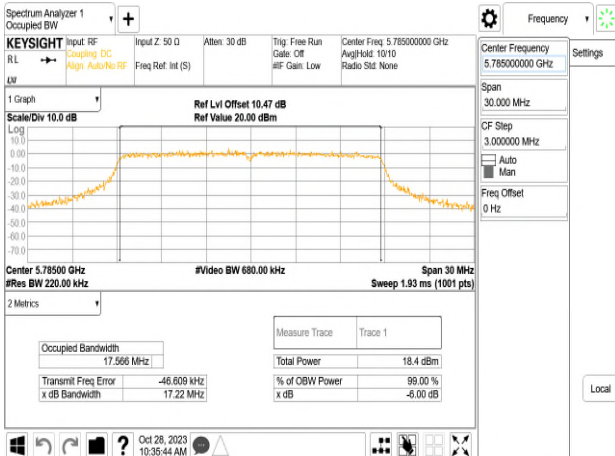 Spectrum Analyzer 1
Occupied BW
Frequency
KEYSIGHT
RL
Input: RF
Coupling: DC
Align: Auto/No RF
Input Z: 50 Ω
Freq Ref: Int (S)
Atten: 30 dB
Trig: Free Run
Gate: Off
#IF Gain: Low
Center Freq: 5.785000000 GHz
Avg|Hold: 10/10
Radio Std: None
LXI
1 Graph
Scale/Div 10.0 dB
Ref Lvl Offset 10.47 dB
Ref Value 20.00 dBm
Log
10.0
0.00
-10.0
-20.0
-30.0
-40.0
-50.0
-60.0
-70.0
Center 5.78500 GHz
#Res BW 220.00 kHz
#Video BW 680.00 kHz
Span 30 MHz
Sweep 1.93 ms (1001 pts)
2 Metrics
Measure Trace Trace 1
Occupied Bandwidth
17.566 MHz
Total Power 18.4 dBm
Transmit Freq Error -46.609 kHz
% of OBW Power 99.00 %
x dB Bandwidth 17.22 MHz
x dB -6.00 dB
Oct 28, 2023
10:35:44 AM
Center Frequency
5.785000000 GHz
Settings
Span
30.000 MHz
CF Step
3.000000 MHz
Auto
Man
Freq Offset
0 Hz
Local